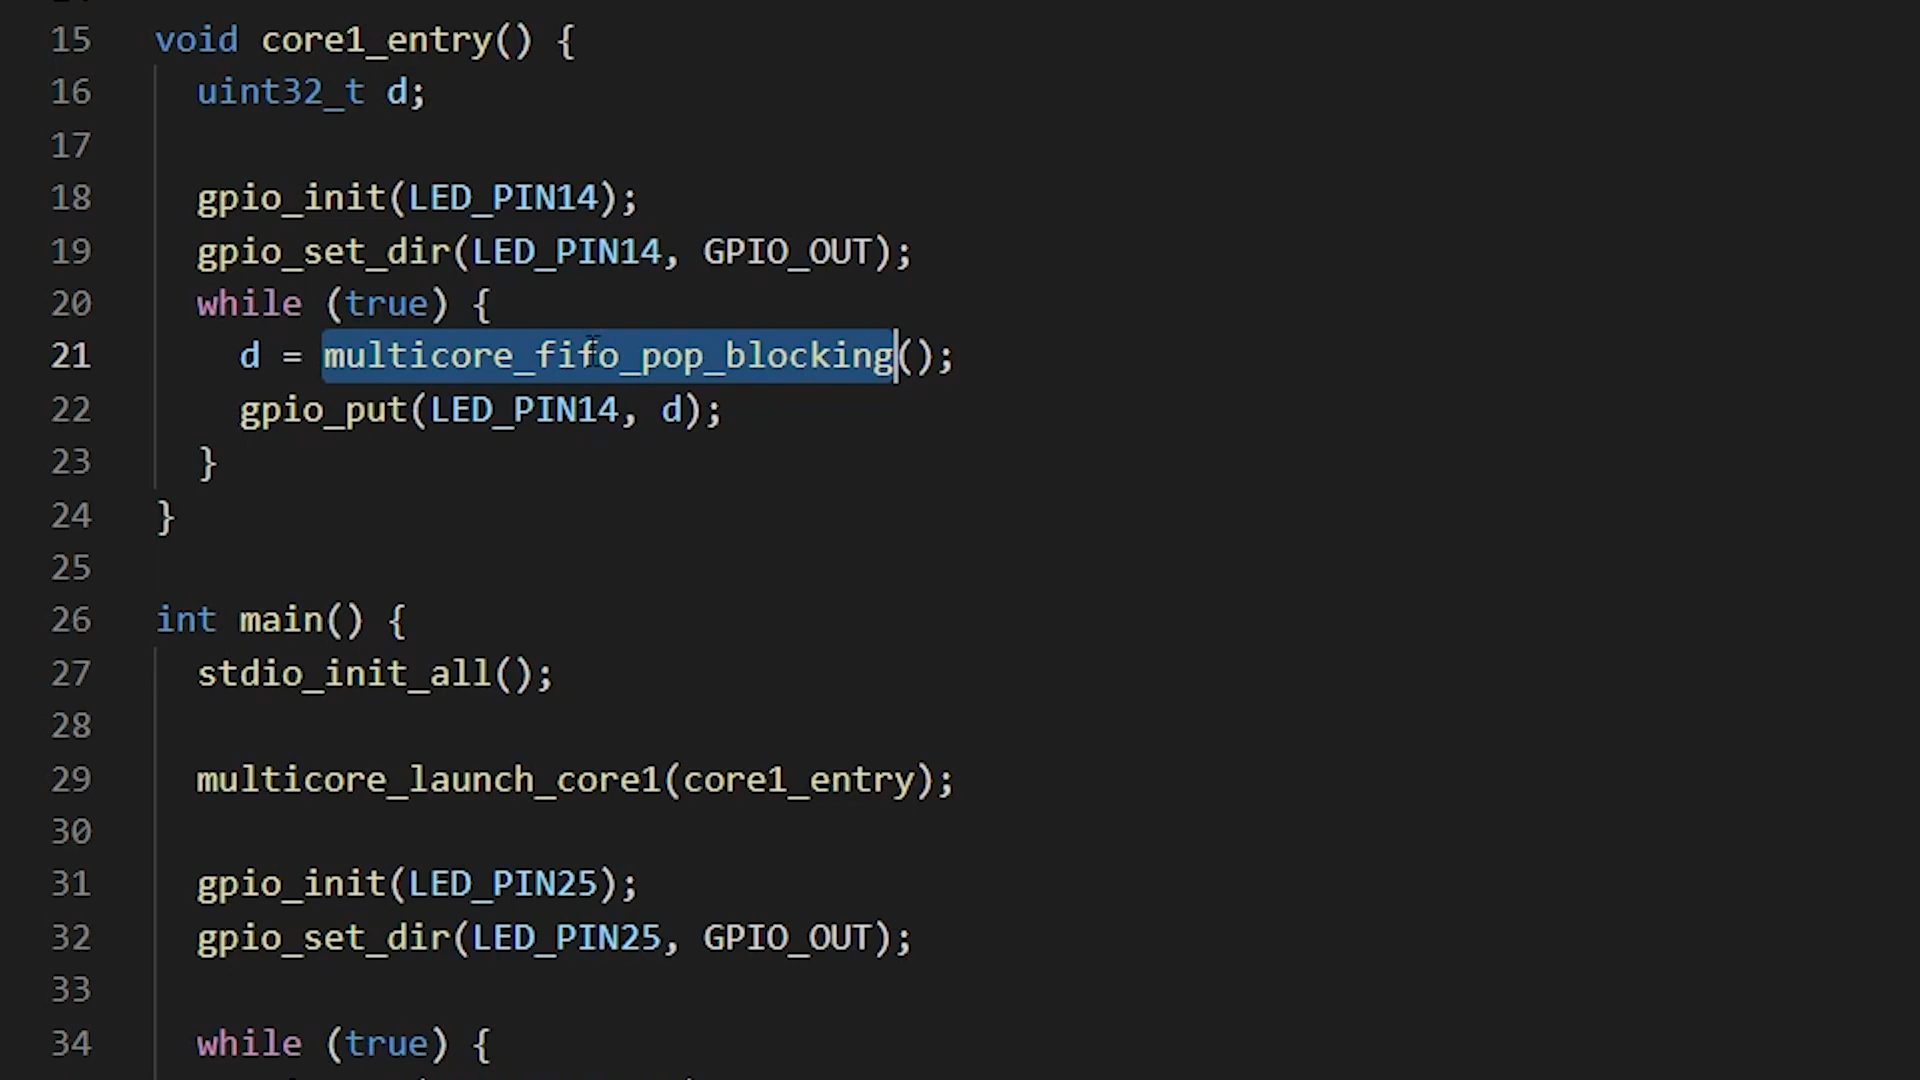 15 void core1_entry() {
16 uint32_t d;
17
18 gpio_init(LED_PIN14);
19 gpio_set_dir(LED_PIN14, GPIO_OUT);
20 while (true) {
21 d = multicore_fifo_pop_blocking();
22 gpio_put(LED_PIN14, d);
23 }
24 }
25
26 int main() {
27 stdio_init_all();
28
29 multicore_launch_core1(core1_entry);
30
31 gpio_init(LED_PIN25);
32 gpio_set_dir(LED_PIN25, GPIO_OUT);
33
34 while (true) {